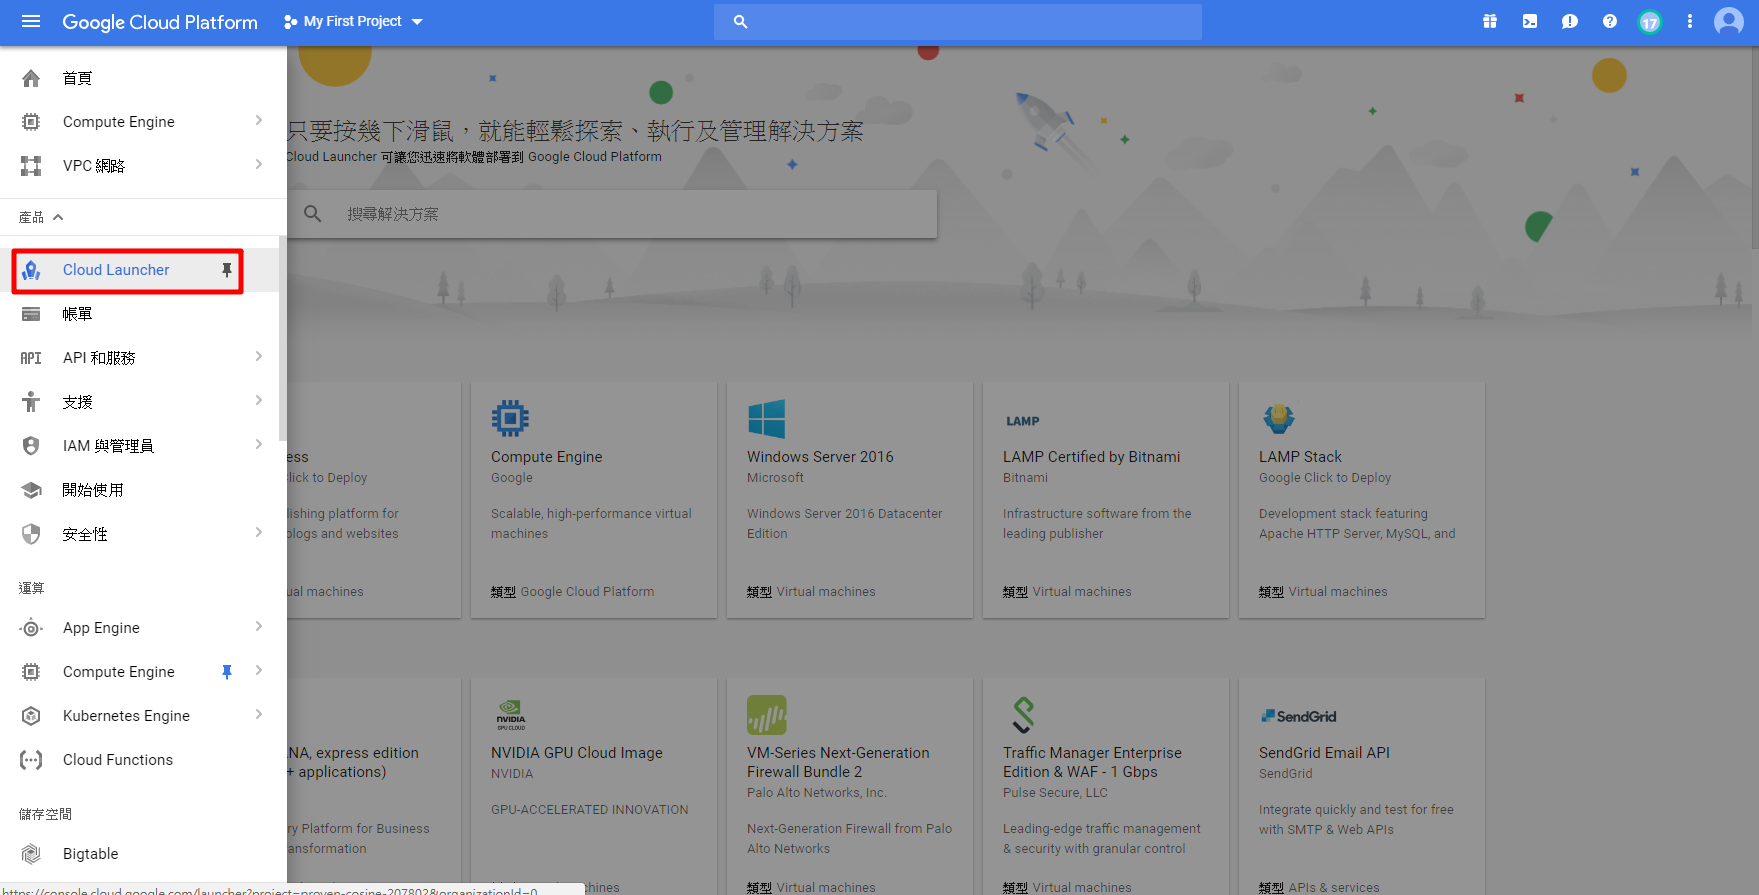 Google Cloud Platform
My First Project
17
首頁
Compute Engine
VPC 網路
產品
Cloud Launcher
帳單
API
API 和服務
支援
IAM 與管理員
開始使用
安全性
運算
App Engine
Compute Engine
Kubernetes Engine
Cloud Functions
儲存空間
Bigtable
只要按幾下滑鼠，就能輕鬆探索、執行及管理解決方案
Cloud Launcher 可讓您迅速將軟體部署到 Google Cloud Platform
搜尋解決方案
ess
lick to Deploy
lishing platform for
blogs and websites
ual machines
Compute Engine
Google
Scalable, high-performance virtual
machines
類型 Google Cloud Platform
Windows Server 2016
Microsoft
Windows Server 2016 Datacenter
Edition
類型 Virtual machines
LAMP
LAMP Certified by Bitnami
Bitnami
Infrastructure software from the
leading publisher
類型 Virtual machines
LAMP Stack
Google Click to Deploy
Development stack featuring
Apache HTTP Server, MySQL, and
類型 Virtual machines
NA, express edition
+ applications)
ry Platform for Business
ansformation
machines
NVIDIA
GPU CLOUD
NVIDIA GPU Cloud Image
NVIDIA
GPU-ACCELERATED INNOVATION
VM-Series Next-Generation
Firewall Bundle 2
Palo Alto Networks, Inc.
Next-Generation Firewall from Palo
Alto Networks
類型 Virtual machines
Traffic Manager Enterprise
Edition & WAF - 1 Gbps
Pulse Secure, LLC
Leading-edge traffic management
& security with granular control
類型 Virtual machines
SendGrid
SendGrid Email API
SendGrid
Integrate quickly and test for free
with SMTP & Web APIs
類型 APIs & services
https://console.cloud.google.com/launcher?project=proven-cosine-207802&organizationId=0